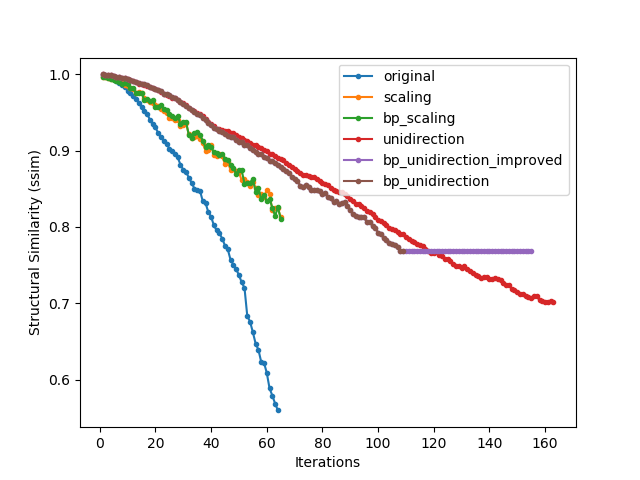 original
scaling
bp_scaling
unidirection
bp_unidirection_improved
bp_unidirection
Structural Similarity (ssim)
1.0
0.9
0.8
0.7
0.6
0 20 40 60 80 100 120 140 160
Iterations